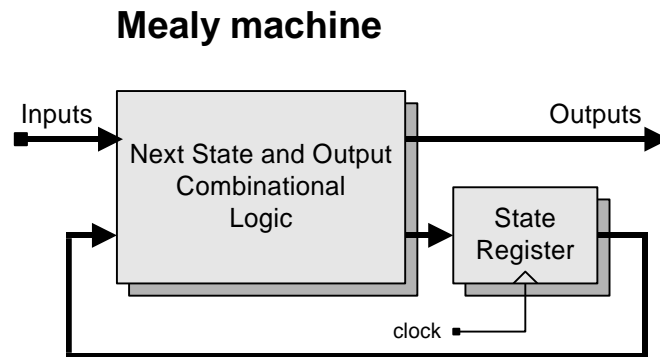 Mealy machine
Inputs
Outputs
Next State and Output
Combinational
Logic
State
Register
clock